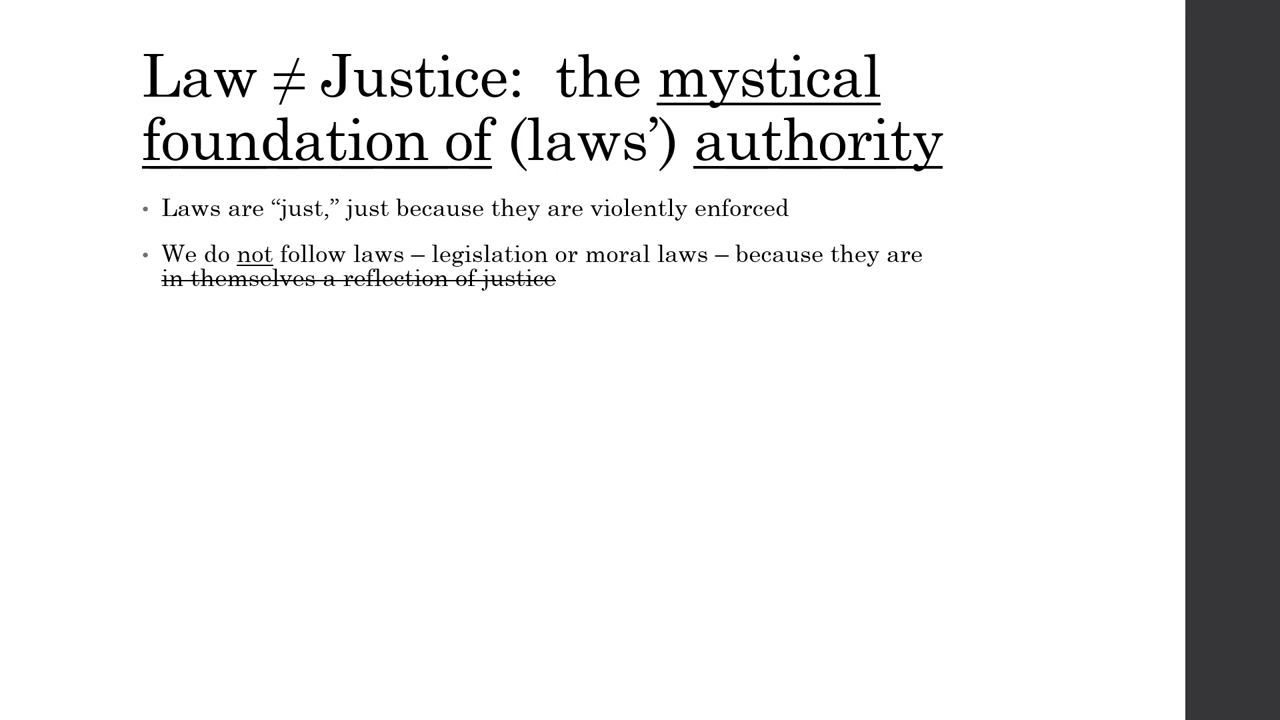 Law ≠ Justice:  the mystical
foundation of (laws’) authority
• Laws are “just,” just because they are violently enforced
• We do not follow laws – legislation or moral laws – because they are
in themselves a reflection of justice